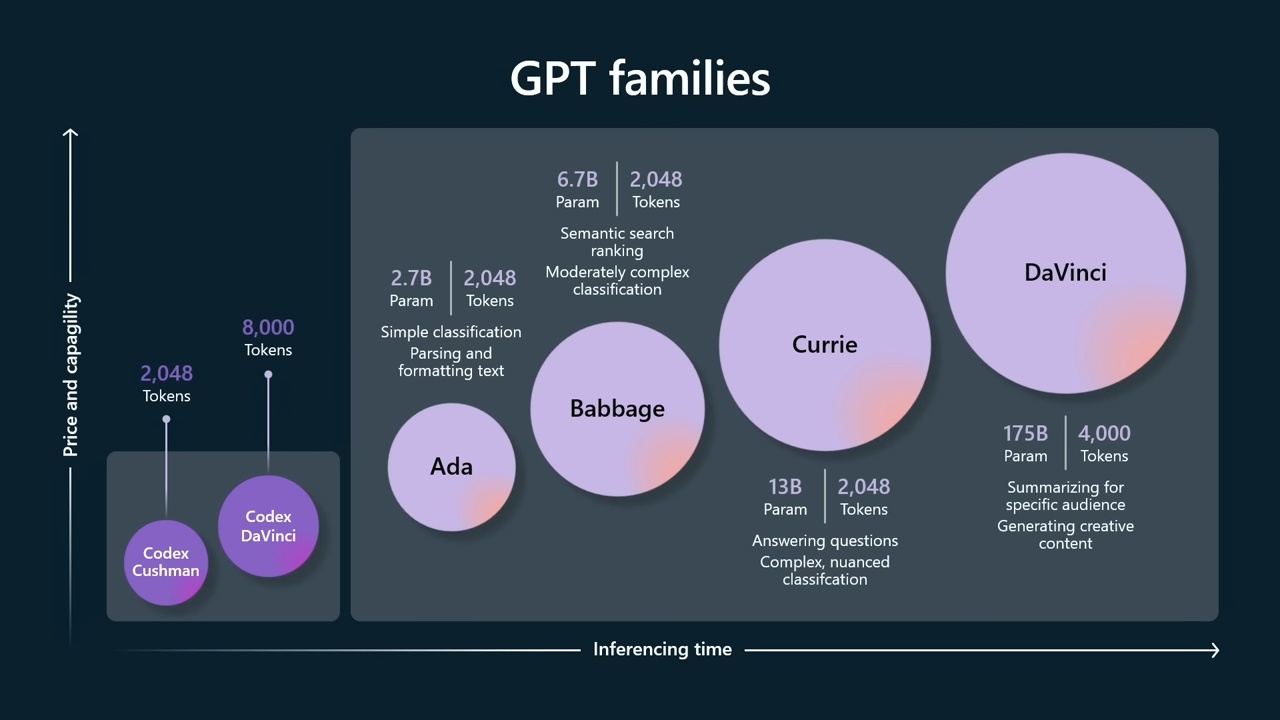 GPT families
Price and capagility
2,048
Tokens
Codex
Cushman
8,000
Tokens
Codex
DaVinci
2.7B
Param
2,048
Tokens
Simple classification
Parsing and
formatting text
Ada
6.7B
Param
2,048
Tokens
Semantic search
ranking
Moderately complex
classification
Babbage
Currie
13B
Param
2,048
Tokens
Answering questions
Complex, nuanced
classifcation
DaVinci
175B
Param
4,000
Tokens
Summarizing for
specific audience
Generating creative
content
Inferencing time